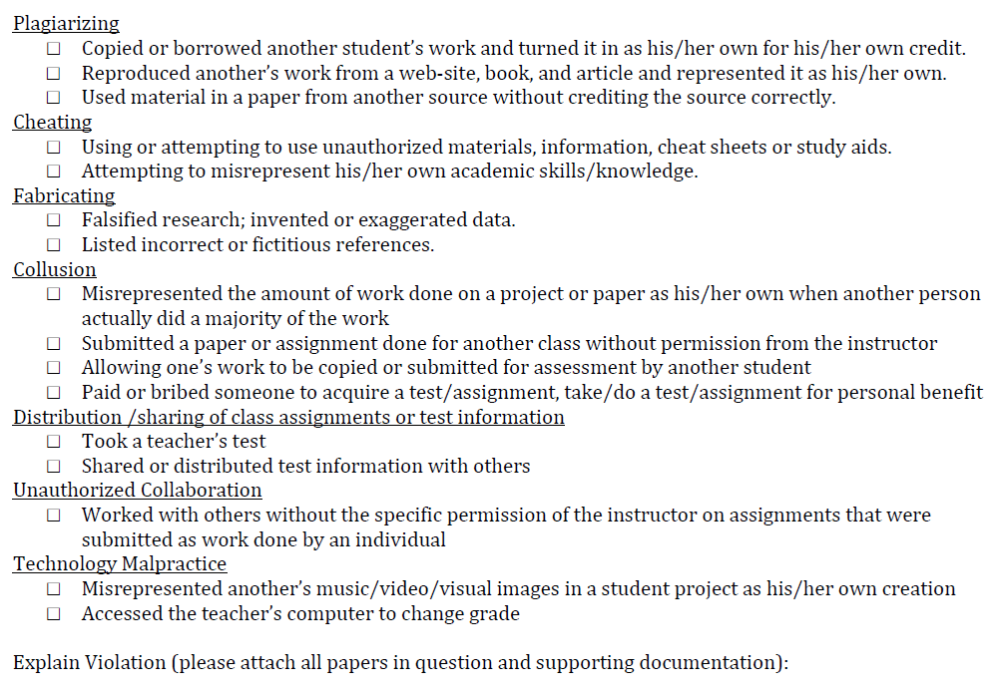 Plagiarizing
☐ Copied or borrowed another student's work and turned it in as his/her own for his/her own credit.
☐ Reproduced another's work from a web-site, book, and article and represented it as his/her own.
☐ Used material in a paper from another source without crediting the source correctly.
Cheating
☐ Using or attempting to use unauthorized materials, information, cheat sheets or study aids.
☐ Attempting to misrepresent his/her own academic skills/knowledge.
Fabricating
☐ Falsified research; invented or exaggerated data.
☐ Listed incorrect or fictitious references.
Collusion
☐ Misrepresented the amount of work done on a project or paper as his/her own when another person
actually did a majority of the work
☐ Submitted a paper or assignment done for another class without permission from the instructor
☐ Allowing one's work to be copied or submitted for assessment by another student
☐ Paid or bribed someone to acquire a test/assignment, take/do a test/assignment for personal benefit
Distribution /sharing of class assignments or test information
☐ Took a teacher's test
☐ Shared or distributed test information with others
Unauthorized Collaboration
☐ Worked with others without the specific permission of the instructor on assignments that were
submitted as work done by an individual
Technology Malpractice
☐ Misrepresented another's music/video/visual images in a student project as his/her own creation
☐ Accessed the teacher's computer to change grade
Explain Violation (please attach all papers in question and supporting documentation):